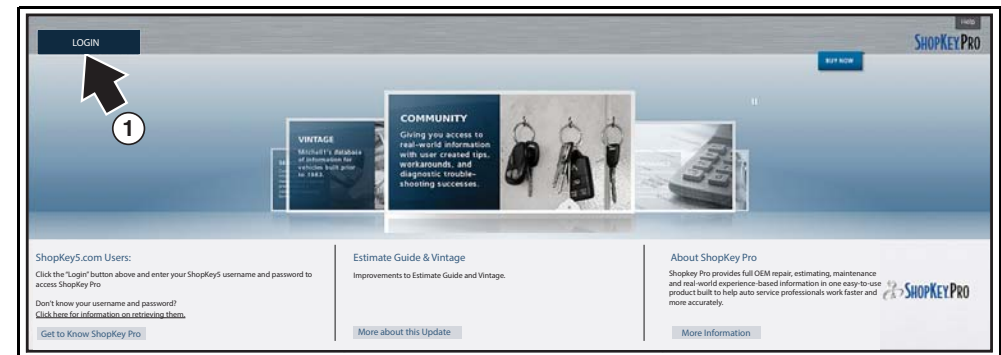 Help
LOGIN
SHOPKEYPRO
BUY NOW
1
VINTAGE
Mitchell1's database
of information for
vehicles built prior
to 1983.
COMMUNITY
Giving you access to
real-world information
with user created tips,
workarounds, and
diagnostic trouble-
shooting successes.
ShopKey5.com Users:
Click the "Login" button above and enter your ShopKey5 username and password to
access ShopKey Pro
Don't know your username and password?
Click here for information on retrieving them.
Get to Know ShopKey Pro
Estimate Guide & Vintage
Improvements to Estimate Guide and Vintage.
More about this Update
About ShopKey Pro
Shopkey Pro provides full OEM repair, estimating, maintenance
and real-world experience-based information in one easy-to-use
product built to help auto service professionals work faster and
more accurately.
More Information
SHOPKEYPRO